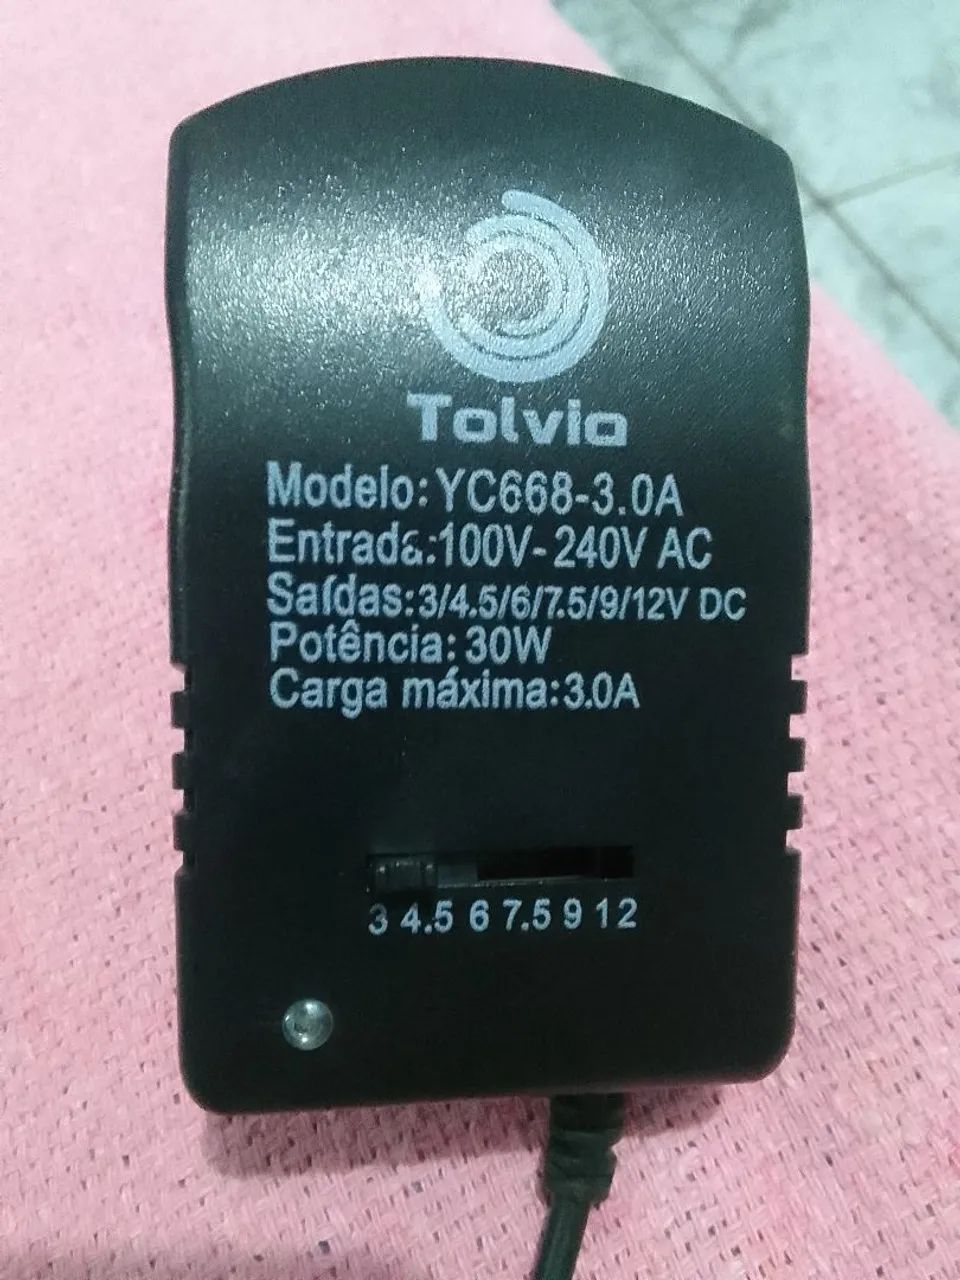 Tolvia
Modelo: YC668-3.0A
Entrada:100V-240V AC
Saídas:3/4.5/6/7.5/9/12V DC
Potência: 30W
Carga máxima:3.0A
3 4.5 6 7.5 9 12